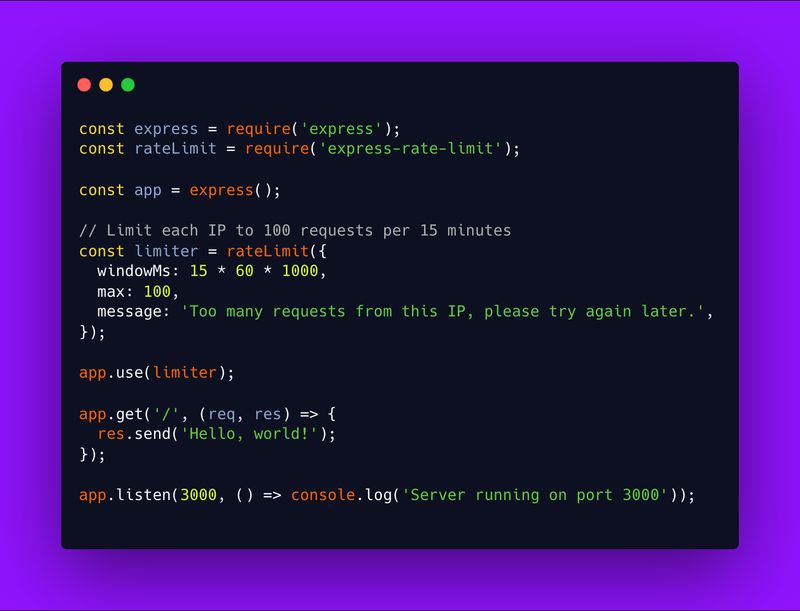 const express = require('express');
const rateLimit = require('express-rate-limit');
const app = express();
// Limit each IP to 100 requests per 15 minutes
const limiter = rateLimit({
  windowMs: 15 * 60 * 1000,
  max: 100,
  message: 'Too many requests from this IP, please try again later.',
});
app.use(limiter);
app.get('/', (req, res) => {
  res.send('Hello, world!');
});
app.listen(3000, () => console.log('Server running on port 3000'));